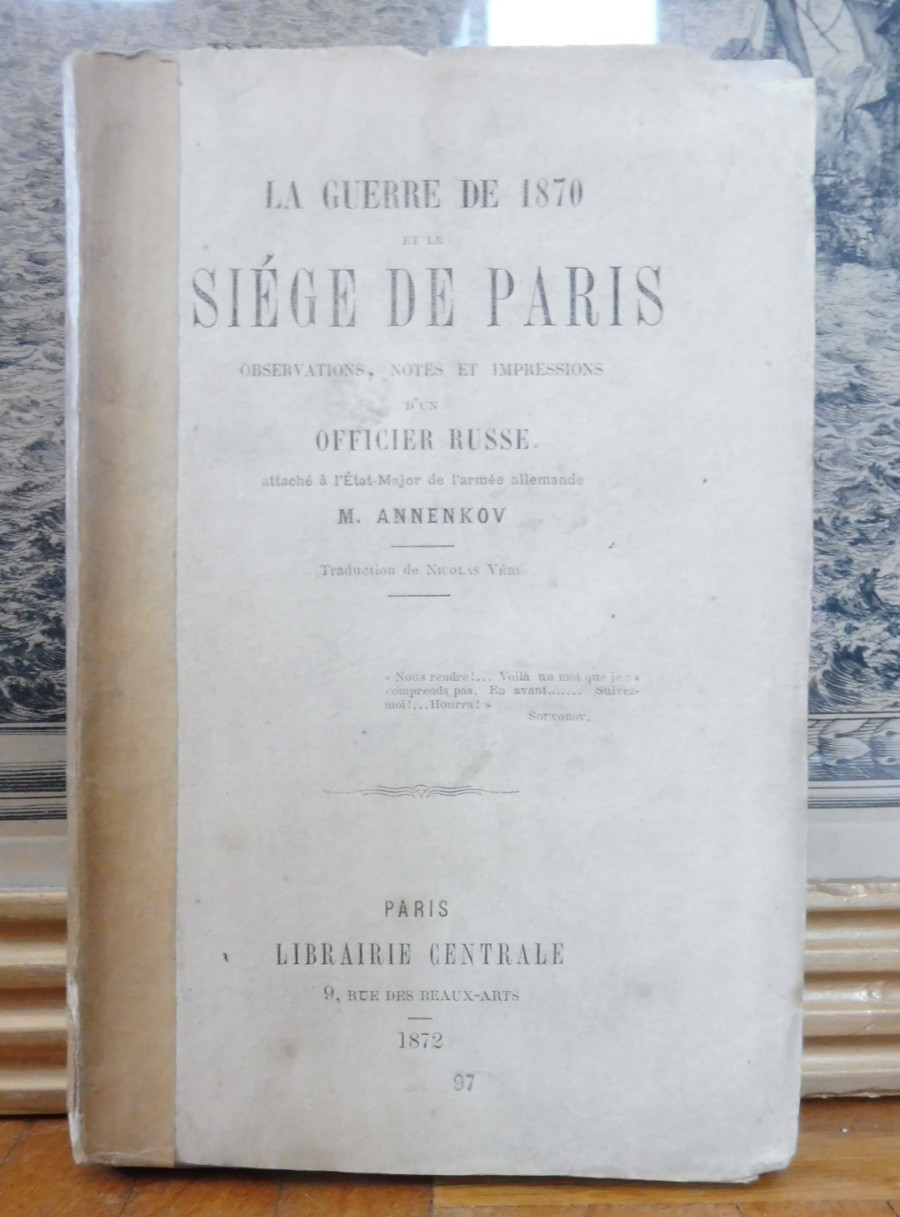 LA GUERRE DE 1870
ET LE
SIÉGE DE PARIS
OBSERVATIONS, NOTES ET IMPRESSIONS
D'UN
OFFICIER RUSSE
attaché à l'État-Major de l'armée allemande
M. ANNENKOV
Traduction de NICOLAS
« Nous rendre!... Voilà un mot que je
comprends pas. En avant...... Suivez-
moi!...Hourra! »
Souvorov.
PARIS
LIBRAIRIE CENTRALE
9, RUE DES BEAUX-ARTS
1872
97